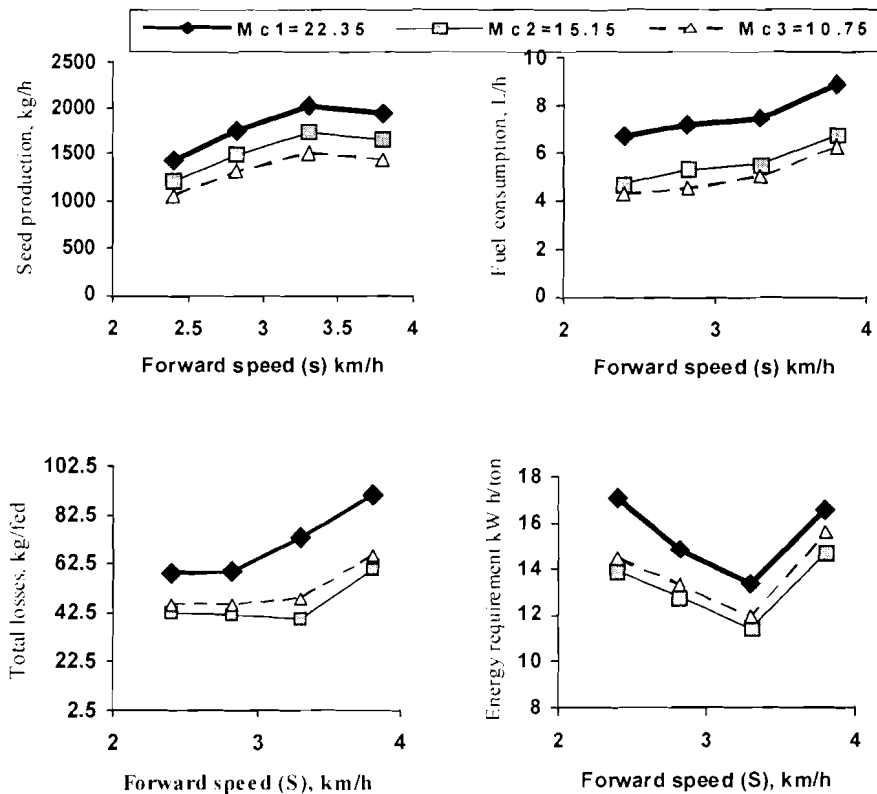 Mc1=22.35 Mc2=15.15 Mc3=10.75
Seed production, kg/h
2500
2000
1500
1000
500
0
2 2.5 3 3.5 4
Forward speed (s) km/h
Fuel consumption, L/h
10
8
6
4
2
0
2 3 4
Forward speed (s) km/h
Total losses, kg/fed
102.5
82.5
62.5
42.5
22.5
2.5
2 3 4
Forward speed (S), km/h
Energy requirement kW h/ton
18
16
14
12
10
8
2 3 4
Forward speed (S), km/h